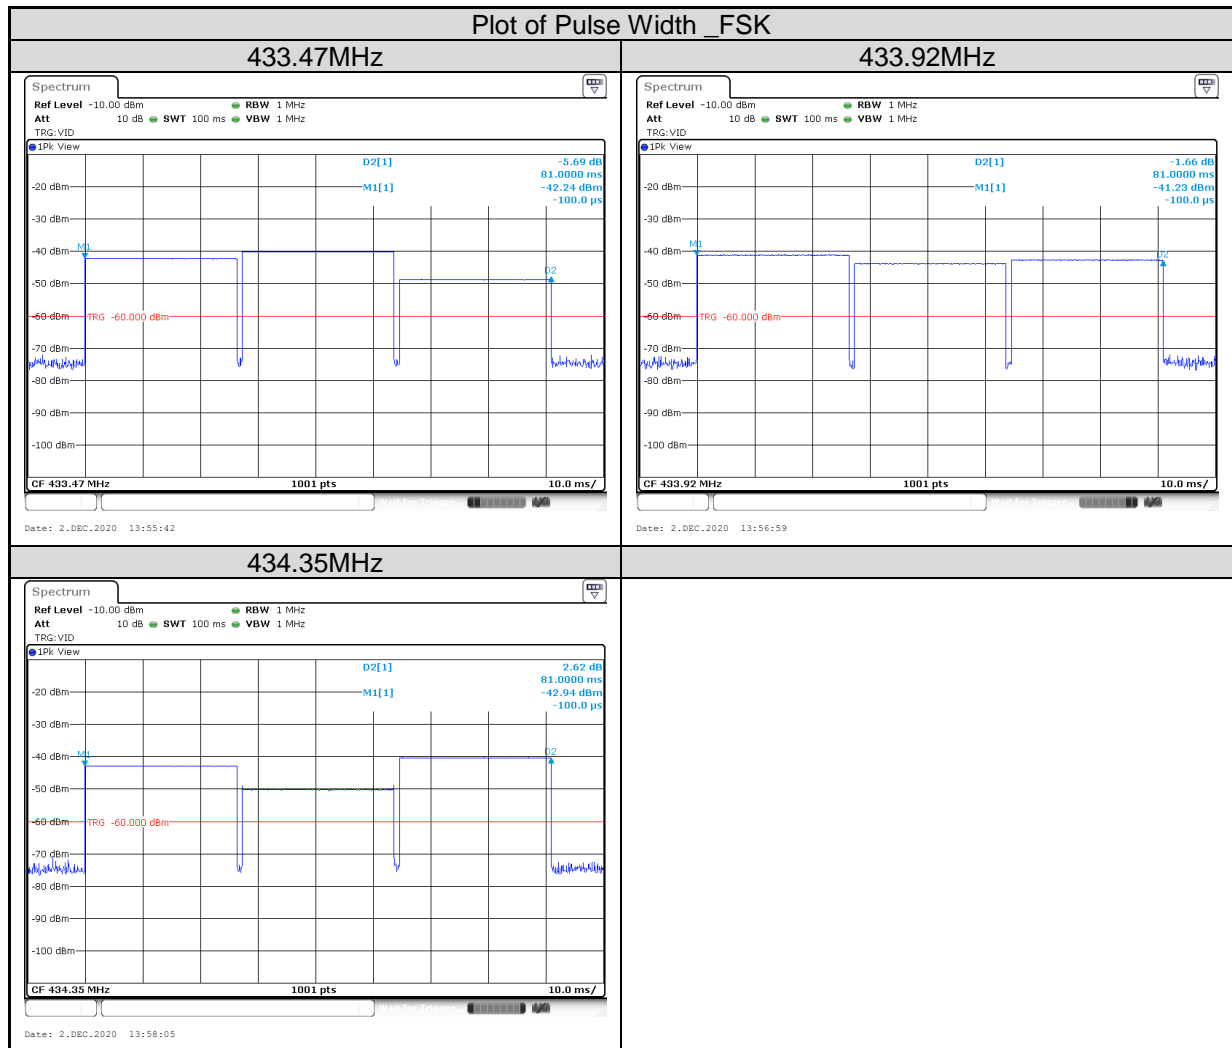 Plot of Pulse Width _FSK
433.47MHz
433.92MHz
Spectrum
Ref Level -10.00 dBm RBW 1 MHz
Att 10 dB SWT 100 ms VBW 1 MHz
TRG:VID
1Pk View
D2[1] -5.69 dB
81.0000 ms
M1[1] -42.24 dBm
-100.0 µs
-20 dBm
-30 dBm
-40 dBm
M1
-50 dBm
D2
-60 dBm
TRG -60.000 dBm
-70 dBm
-80 dBm
-90 dBm
-100 dBm
CF 433.47 MHz 1001 pts 10.0 ms/
Date: 2.DEC.2020 13:55:42
Spectrum
Ref Level -10.00 dBm RBW 1 MHz
Att 10 dB SWT 100 ms VBW 1 MHz
TRG:VID
1Pk View
D2[1] -1.66 dB
81.0000 ms
M1[1] -41.23 dBm
-100.0 µs
-20 dBm
-30 dBm
-40 dBm
M1
D2
-50 dBm
-60 dBm
TRG -60.000 dBm
-70 dBm
-80 dBm
-90 dBm
-100 dBm
CF 433.92 MHz 1001 pts 10.0 ms/
Date: 2.DEC.2020 13:56:59
434.35MHz
Spectrum
Ref Level -10.00 dBm RBW 1 MHz
Att 10 dB SWT 100 ms VBW 1 MHz
TRG:VID
1Pk View
D2[1] 2.62 dB
81.0000 ms
M1[1] -42.94 dBm
-100.0 µs
-20 dBm
-30 dBm
-40 dBm
M1
D2
-50 dBm
-60 dBm
TRG -60.000 dBm
-70 dBm
-80 dBm
-90 dBm
-100 dBm
CF 434.35 MHz 1001 pts 10.0 ms/
Date: 2.DEC.2020 13:58:05